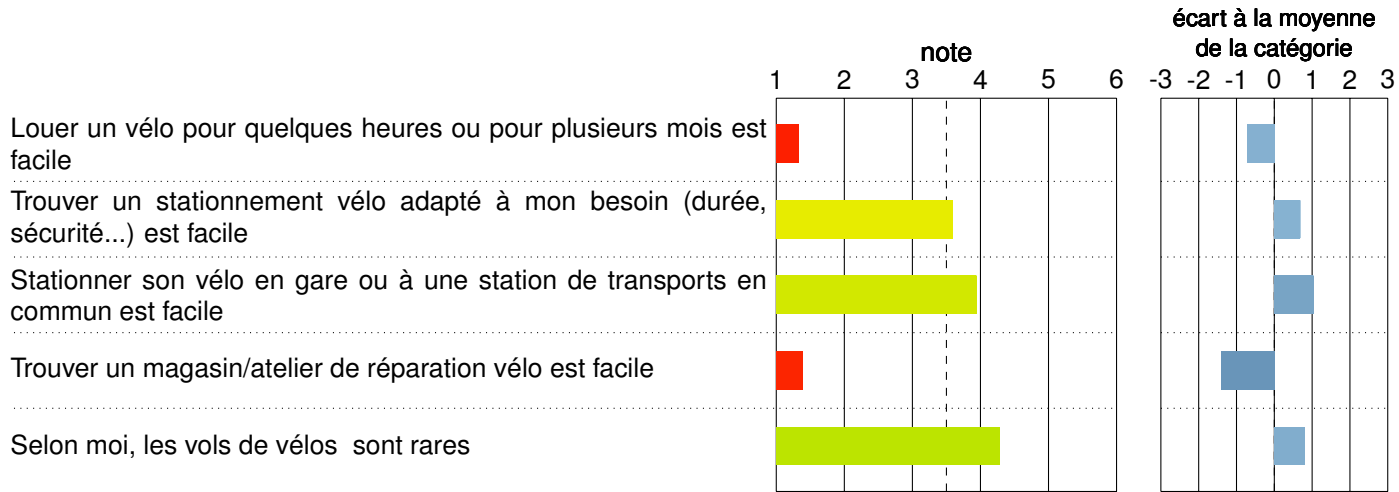 écart à la moyenne
de la catégorie
note
1 2 3 4 5 6
-3 -2 -1 0 1 2 3
Louer un vélo pour quelques heures ou pour plusieurs mois est
facile
Trouver un stationnement vélo adapté à mon besoin (durée,
sécurité...) est facile
Stationner son vélo en gare ou à une station de transports en
commun est facile
Trouver un magasin/atelier de réparation vélo est facile
Selon moi, les vols de vélos sont rares